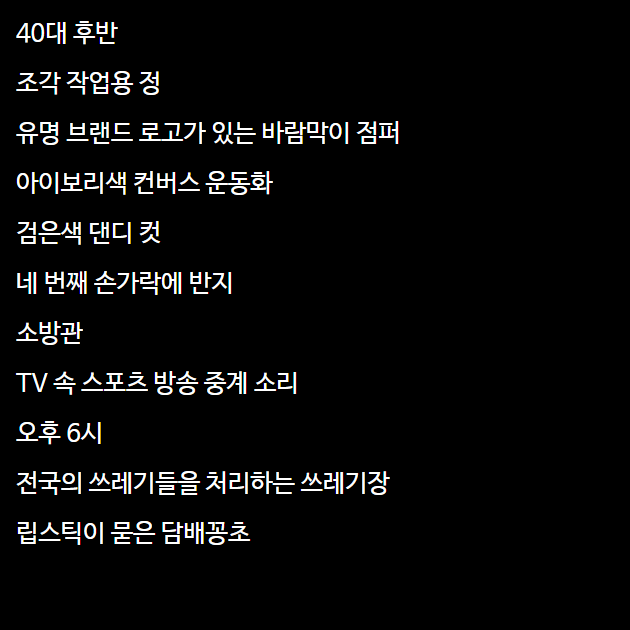 40대 후반
조각 작업용 정
유명 브랜드 로고가 있는 바람막이 점퍼
아이보리색 컨버스 운동화
검은색 댄디 컷
네 번째 손가락에 반지
소방관
TV 속 스포츠 방송 중계 소리
오후 6시
전국의 쓰레기들을 처리하는 쓰레기장
립스틱이 묻은 담배꽁초